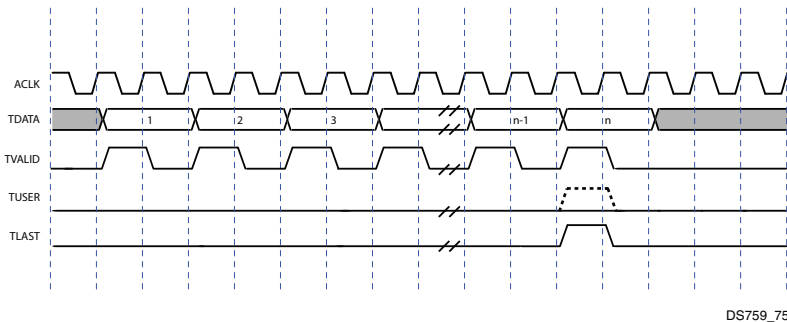 ACLK
TDATA 1 2 3 n-1 n
TVALID
TUSER
TLAST
DS759_75